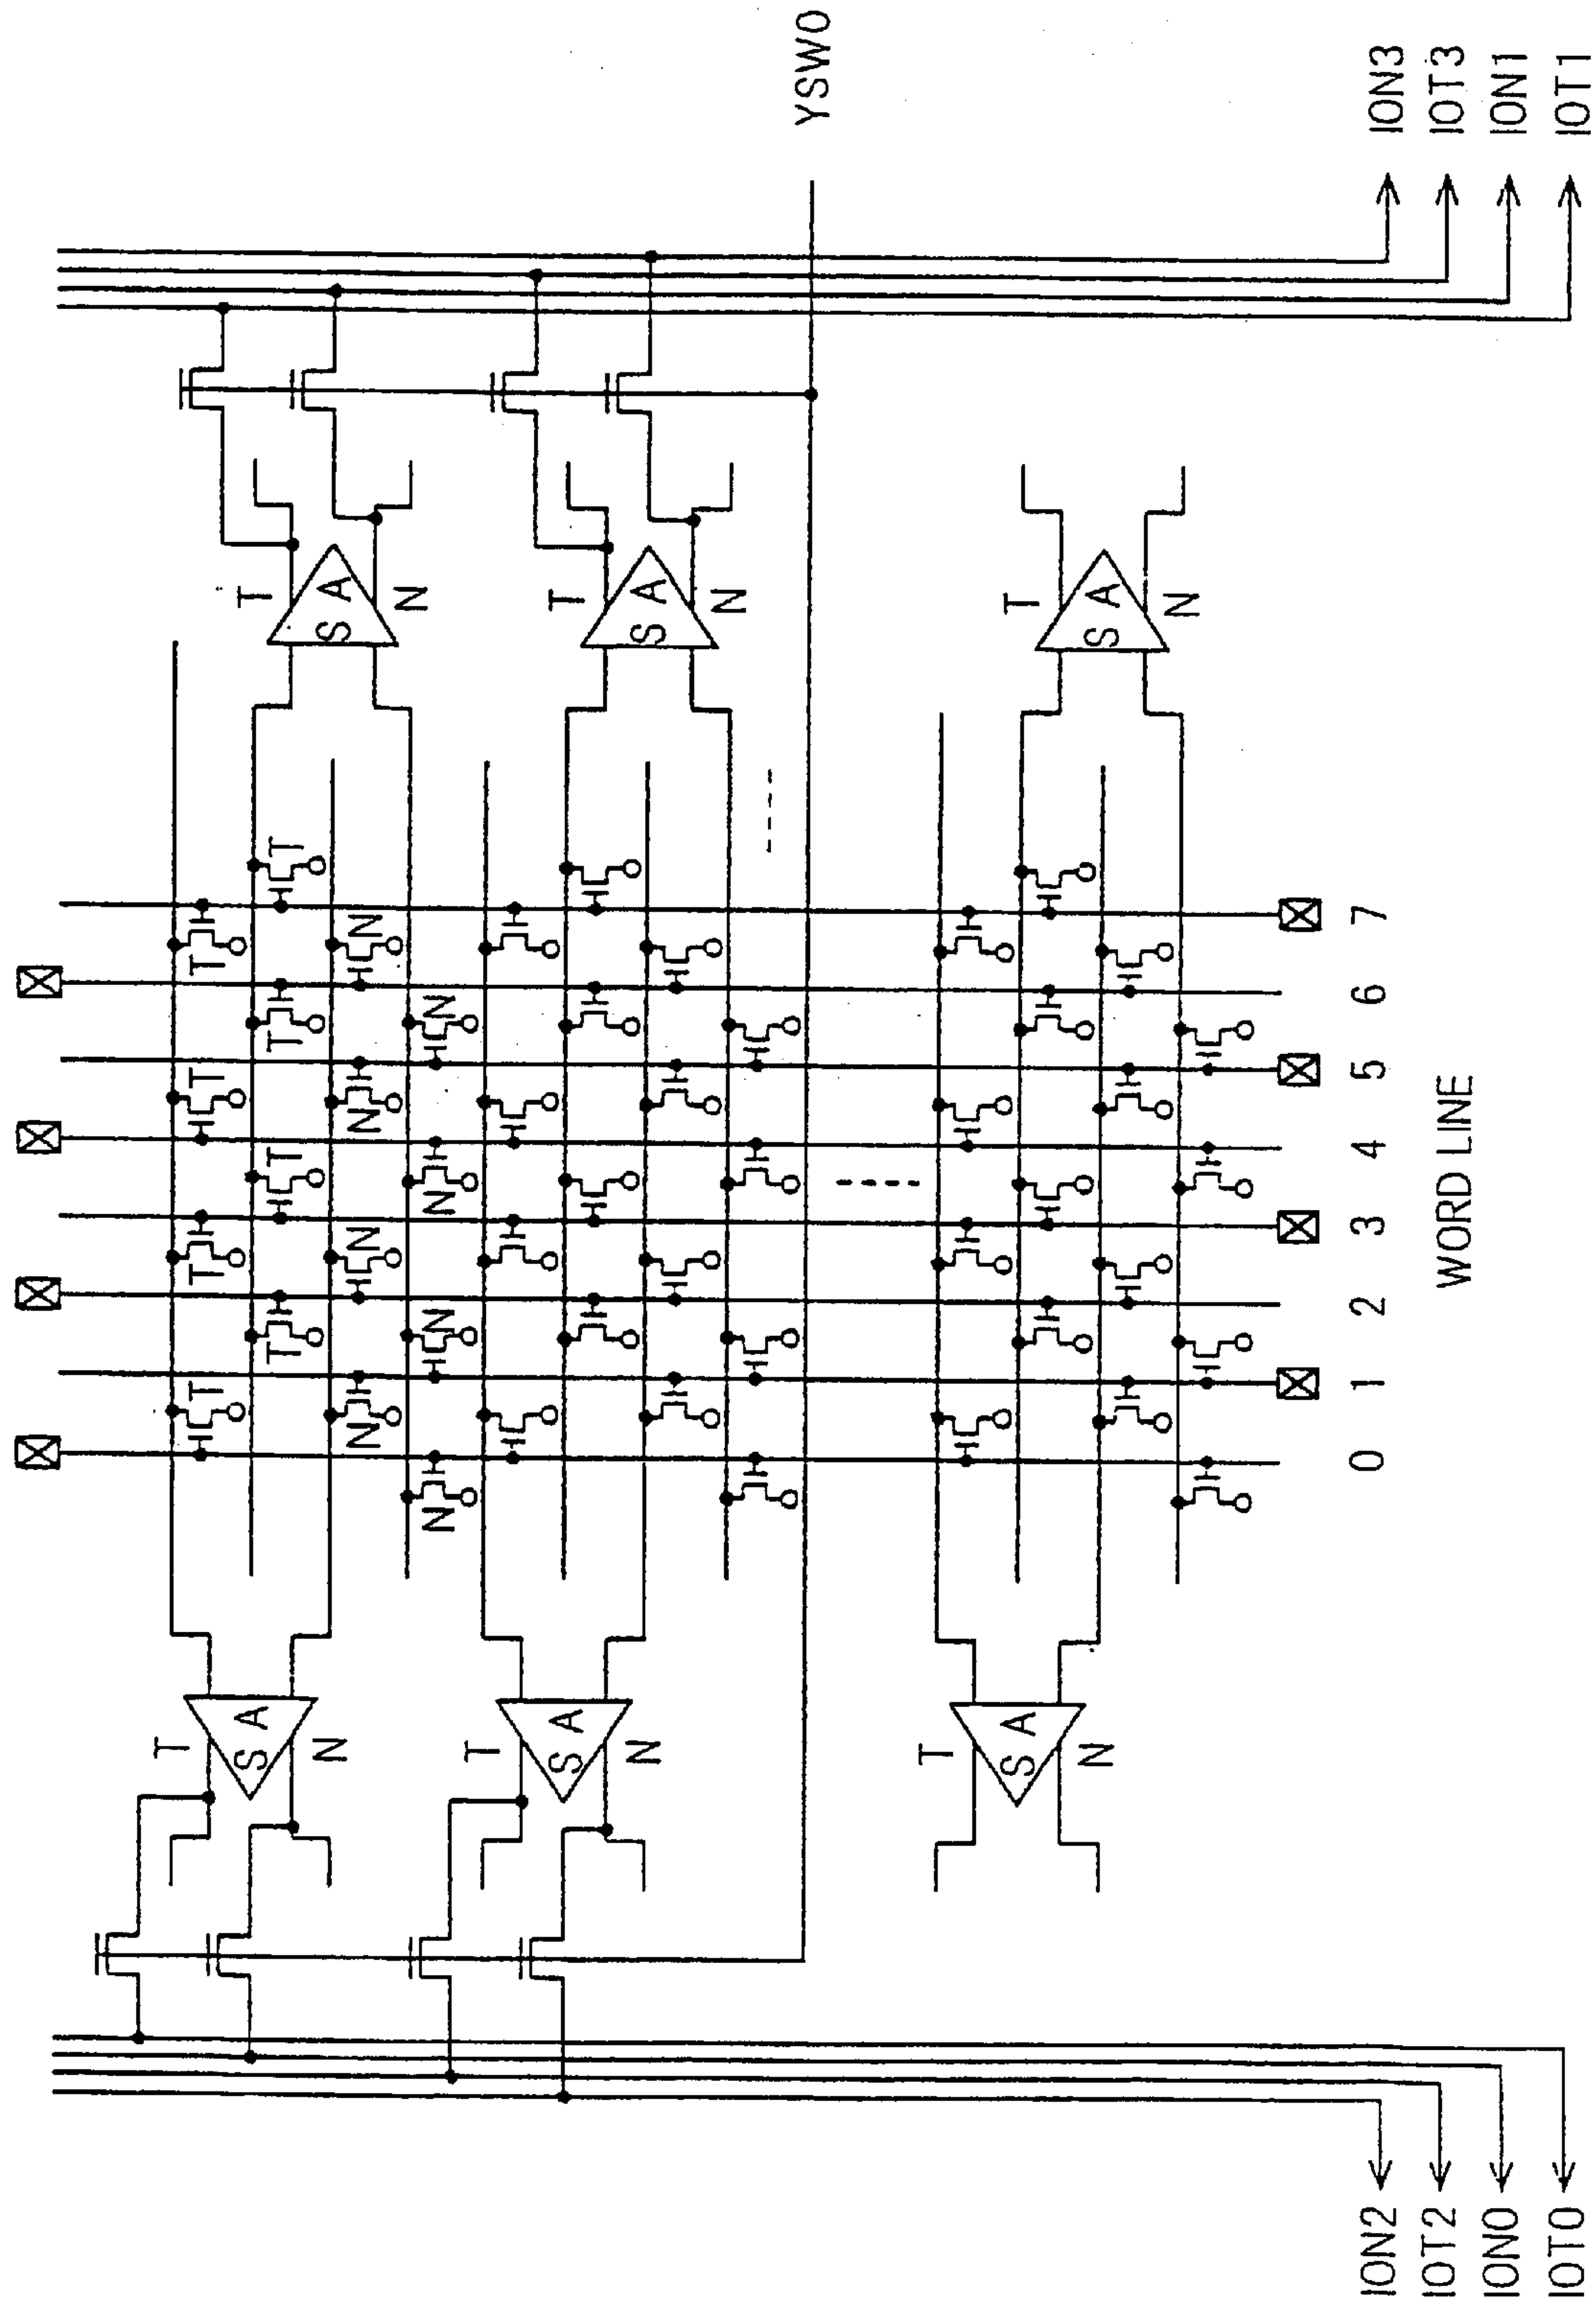 T
T T T T
SA T
T T T T
N SA
N N N N
N
N N N N
T
SA T
N SA
N
YSW0
T
SA T
N SA
N
0 1 2 3 4 5 6 7
WORD LINE
ION2
IOT2
ION0
IOT0
ION3
IOT3
ION1
IOT1